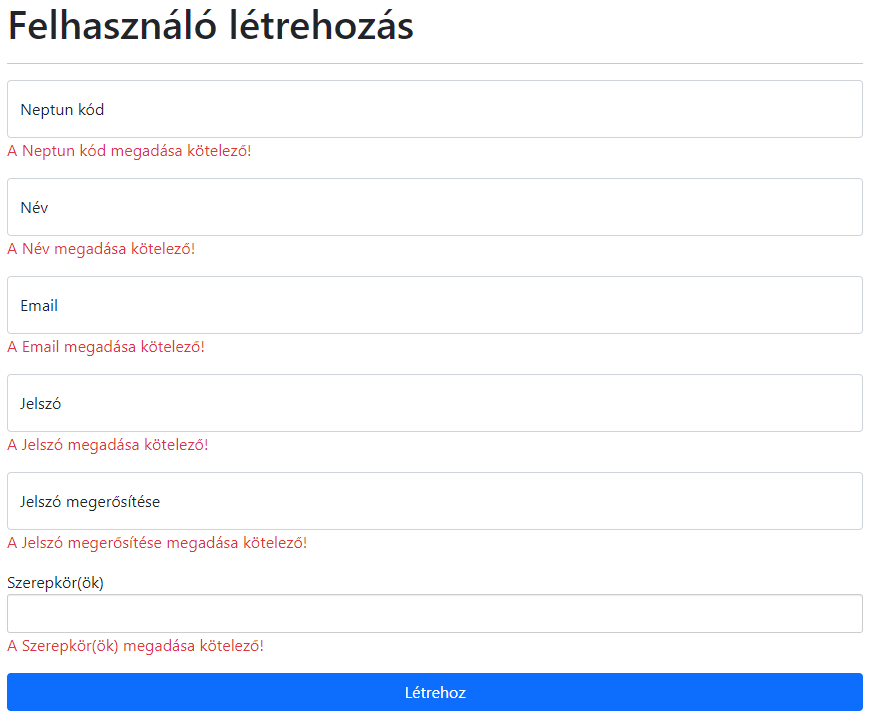 Felhasználó létrehozás
Neptun kód
A Neptun kód megadása kötelező!
Név
A Név megadása kötelező!
Email
A Email megadása kötelező!
Jelszó
A Jelszó megadása kötelező!
Jelszó megerősítése
A Jelszó megerősítése megadása kötelező!
Szerepkör(ök)
A Szerepkör(ök) megadása kötelező!
Létrehoz